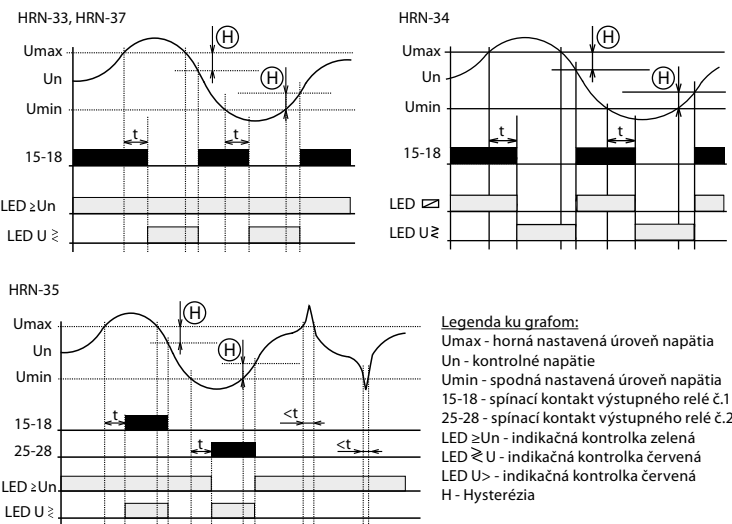 HRN-33, HRN-37
Umax
Un
Umin
H
H
t
t
15-18
LED ≥Un
LED U ≷
HRN-34
Umax
Un
Umin
H
H
t
t
15-18
LED
LED U≷
HRN-35
Umax
Un
Umin
H
H
15-18
t
<t
25-28
t
<t
LED ≥Un
LED U ≷
Legenda ku grafom:
Umax - horná nastavená úroveň napätia
Un - kontrolné napätie
Umin - spodná nastavená úroveň napätia
15-18 - spínací kontakt výstupného relé č.1
25-28 - spínací kontakt výstupného relé č.2
LED ≥Un - indikačná kontrolka zelená
LED ≷ U - indikačná kontrolka červená
LED U> - indikačná kontrolka červená
H - Hysterézia